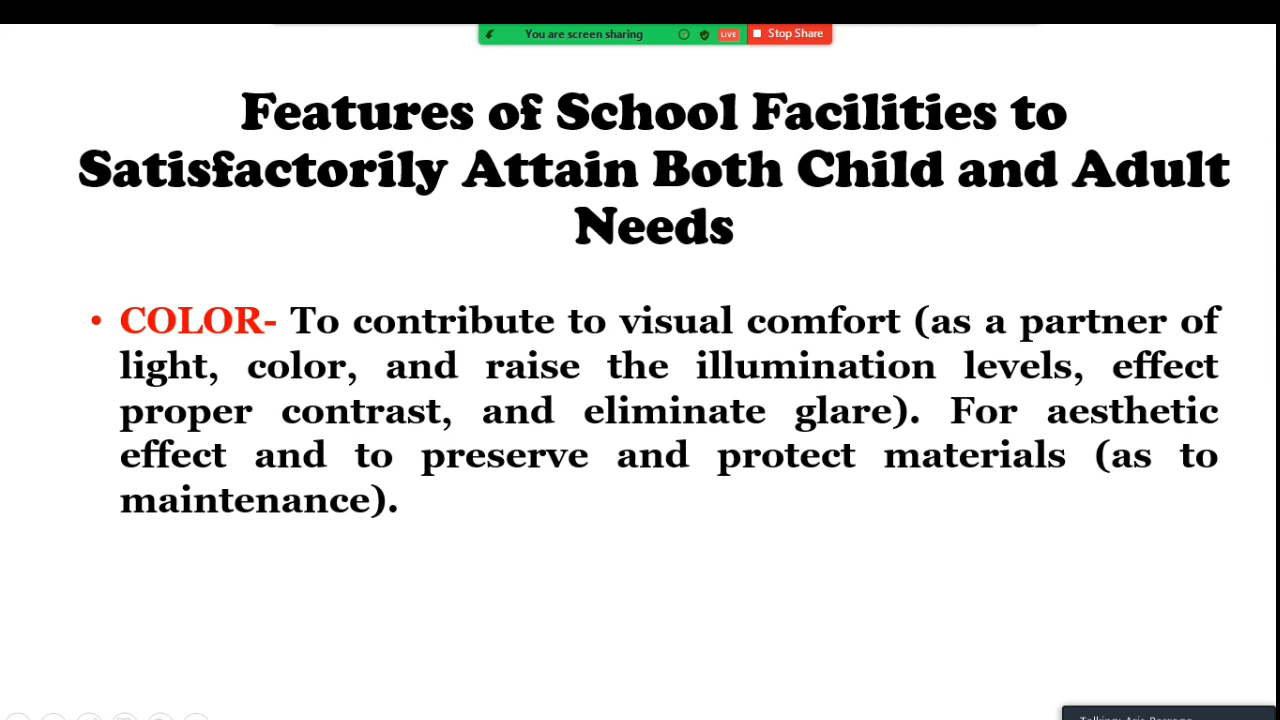 You are screen sharing LIVE Stop Share
Features of School Facilities to
Satisfactorily Attain Both Child and Adult
Needs
• COLOR- To contribute to visual comfort (as a partner of
light, color, and raise the illumination levels, effect
proper contrast, and eliminate glare). For aesthetic
effect and to preserve and protect materials (as to
maintenance).